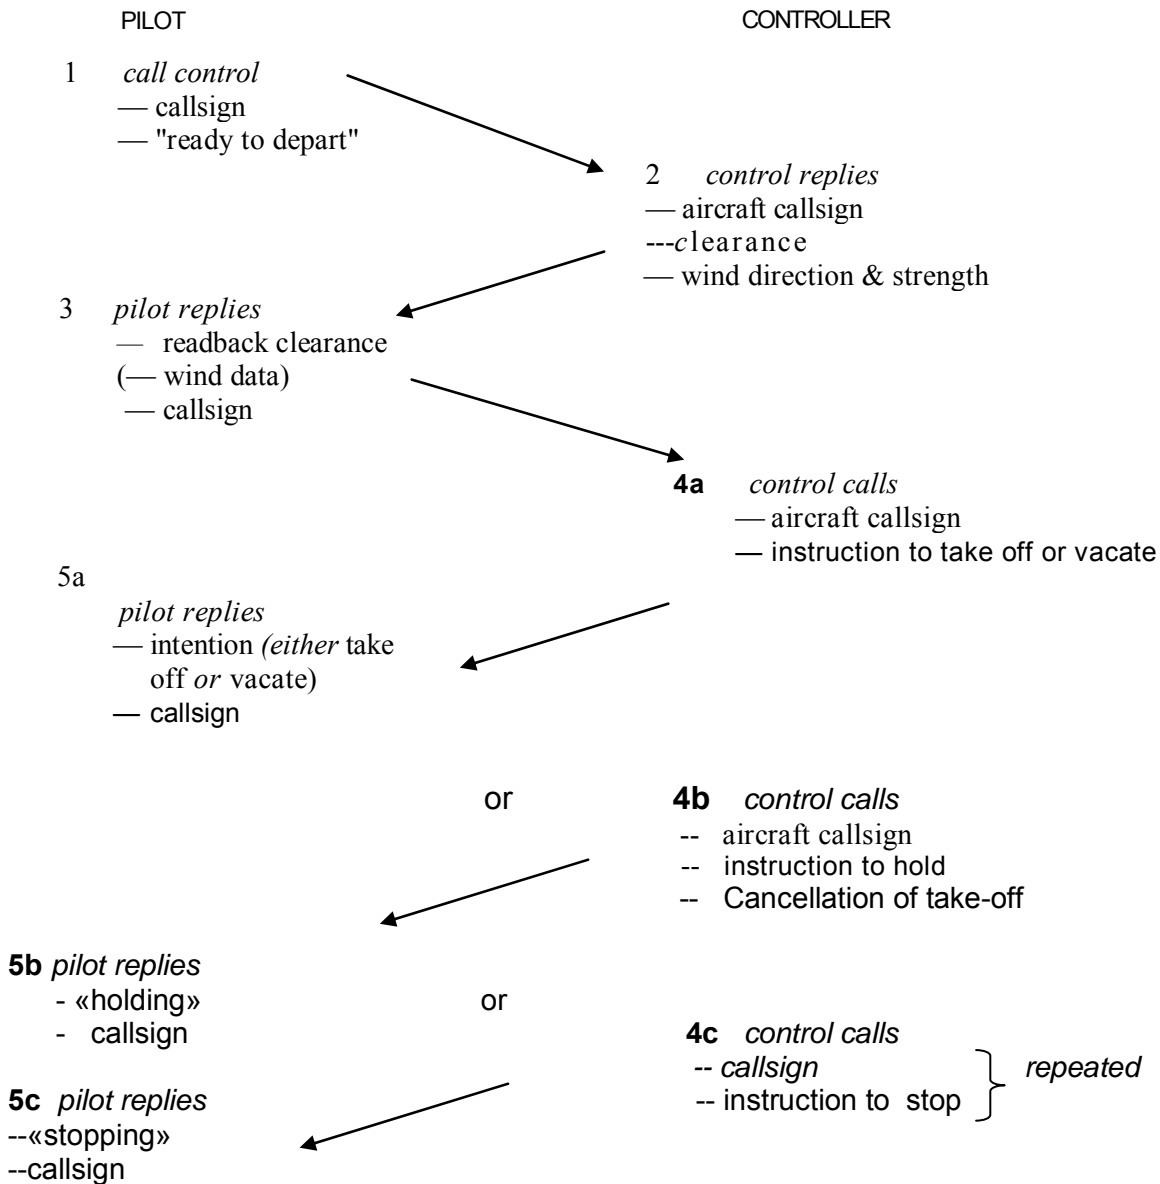 PILOT
CONTROLLER
1 call control
— callsign
— "ready to depart"
2 control replies
— aircraft callsign
---clearance
— wind direction & strength
3 pilot replies
— readback clearance
(— wind data)
— callsign
4a control calls
— aircraft callsign
— instruction to take off or vacate
5a
pilot replies
— intention (either take
off or vacate)
— callsign
or
4b control calls
-- aircraft callsign
-- instruction to hold
-- Cancellation of take-off
5b pilot replies
- «holding»
- callsign
or
4c control calls
-- callsign
-- instruction to stop
repeated
5c pilot replies
--«stopping»
--callsign